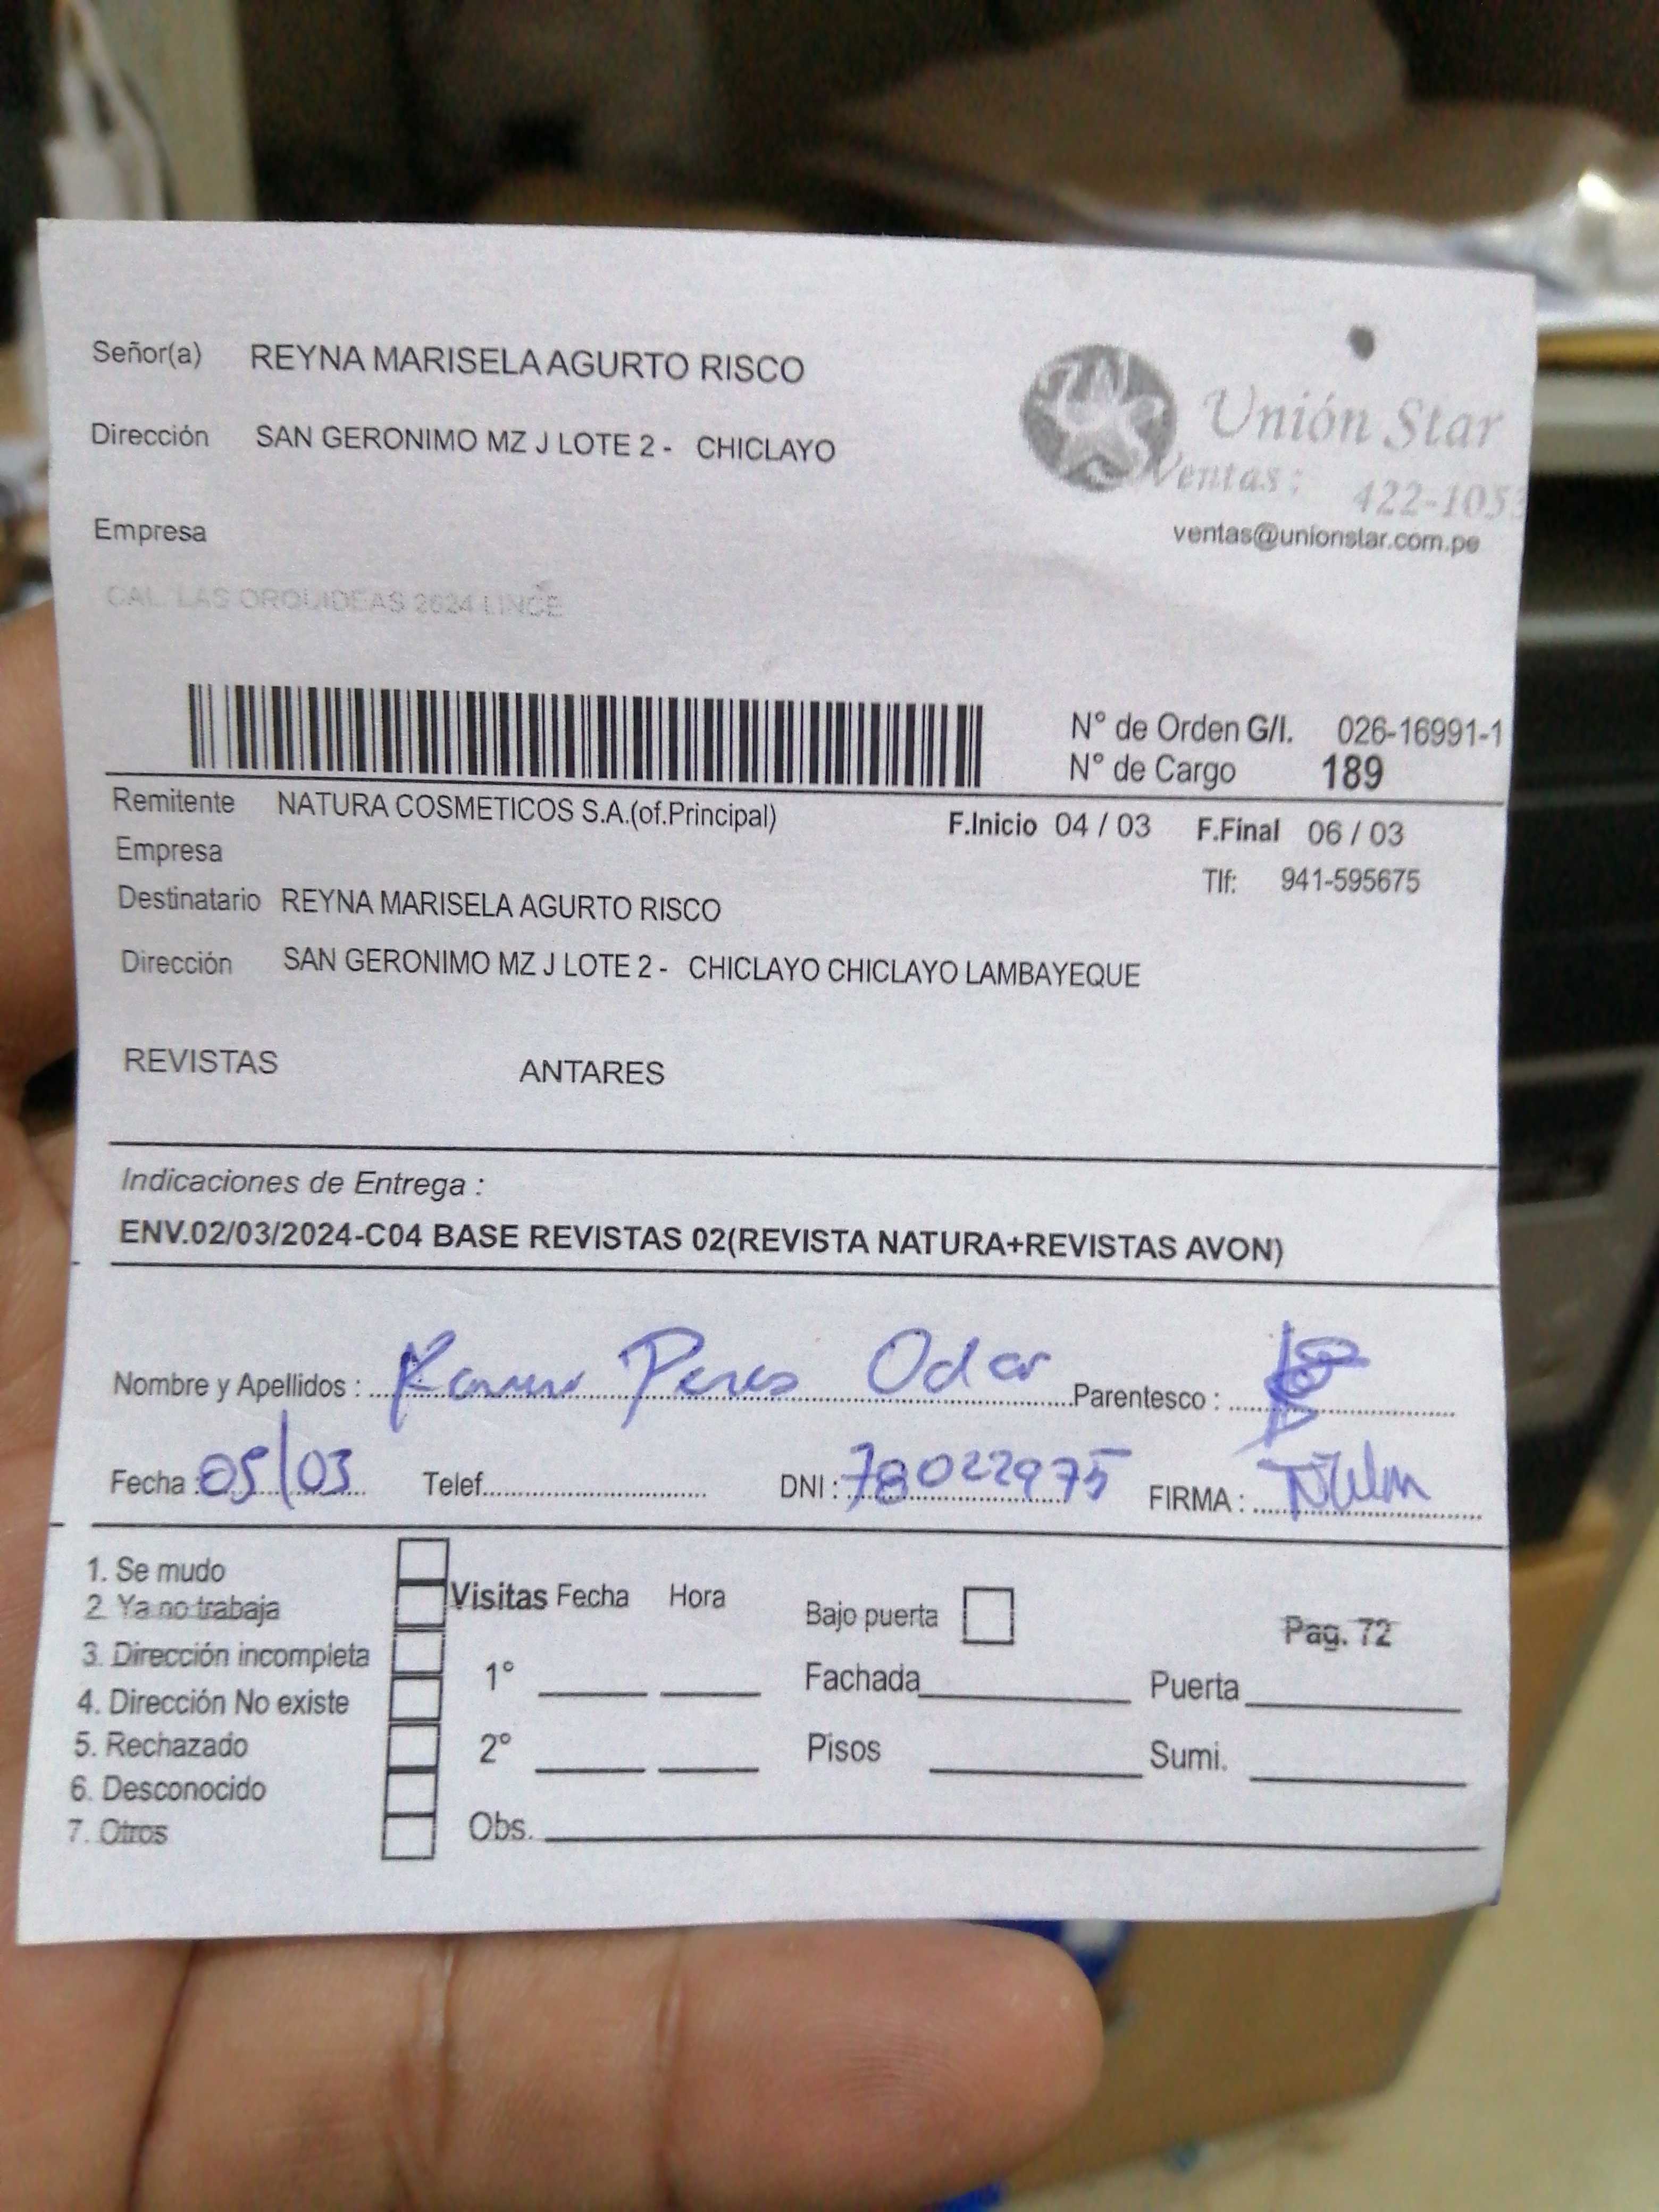 Señor(a) REYNA MARISELA AGURTO RISCO
Dirección SAN GERONIMO MZ J LOTE 2 - CHICLAYO
Unión Star
Ventas: 422-1053
ventas@unionstar.com.pe
Empresa
CAL. LAS ORQUIDEAS 2624 LINCE
N° de Orden G/I. 026-16991-1
N° de Cargo 189
Remitente NATURA COSMETICOS S.A.(of.Principal) F.Inicio 04 / 03 F.Final 06 / 03
Empresa
Tlf: 941-595675
Destinatario REYNA MARISELA AGURTO RISCO
Dirección SAN GERONIMO MZ J LOTE 2 - CHICLAYO CHICLAYO LAMBAYEQUE
REVISTAS ANTARES
Indicaciones de Entrega :
ENV.02/03/2024-C04 BASE REVISTAS 02(REVISTA NATURA+REVISTAS AVON)
Nombre y Apellidos : Peres Odar Parentesco :
Fecha : 05/03 Telef. DNI : 78022975 FIRMA :
1. Se mudo
2. Ya no trabaja
3. Dirección incompleta
4. Dirección No existe
5. Rechazado
6. Desconocido
7. Otros
Visitas Fecha Hora
1°
2°
Obs.
Bajo puerta
Pag. 72
Fachada Puerta
Pisos Sumi.